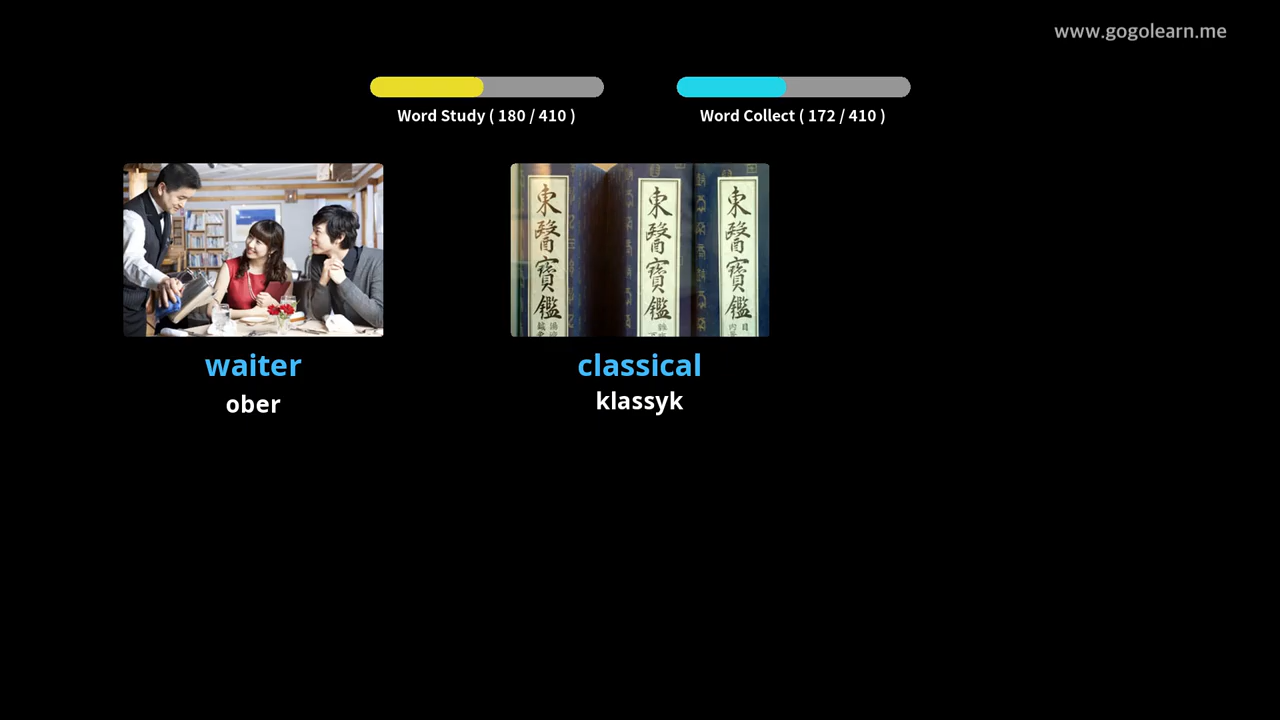 www.gogolearn.me
Word Study ( 180 / 410 )
Word Collect ( 172 / 410 )
東醫寶鑑
東醫寶鑑
東醫寶鑑
waiter
classical
ober
klassyk